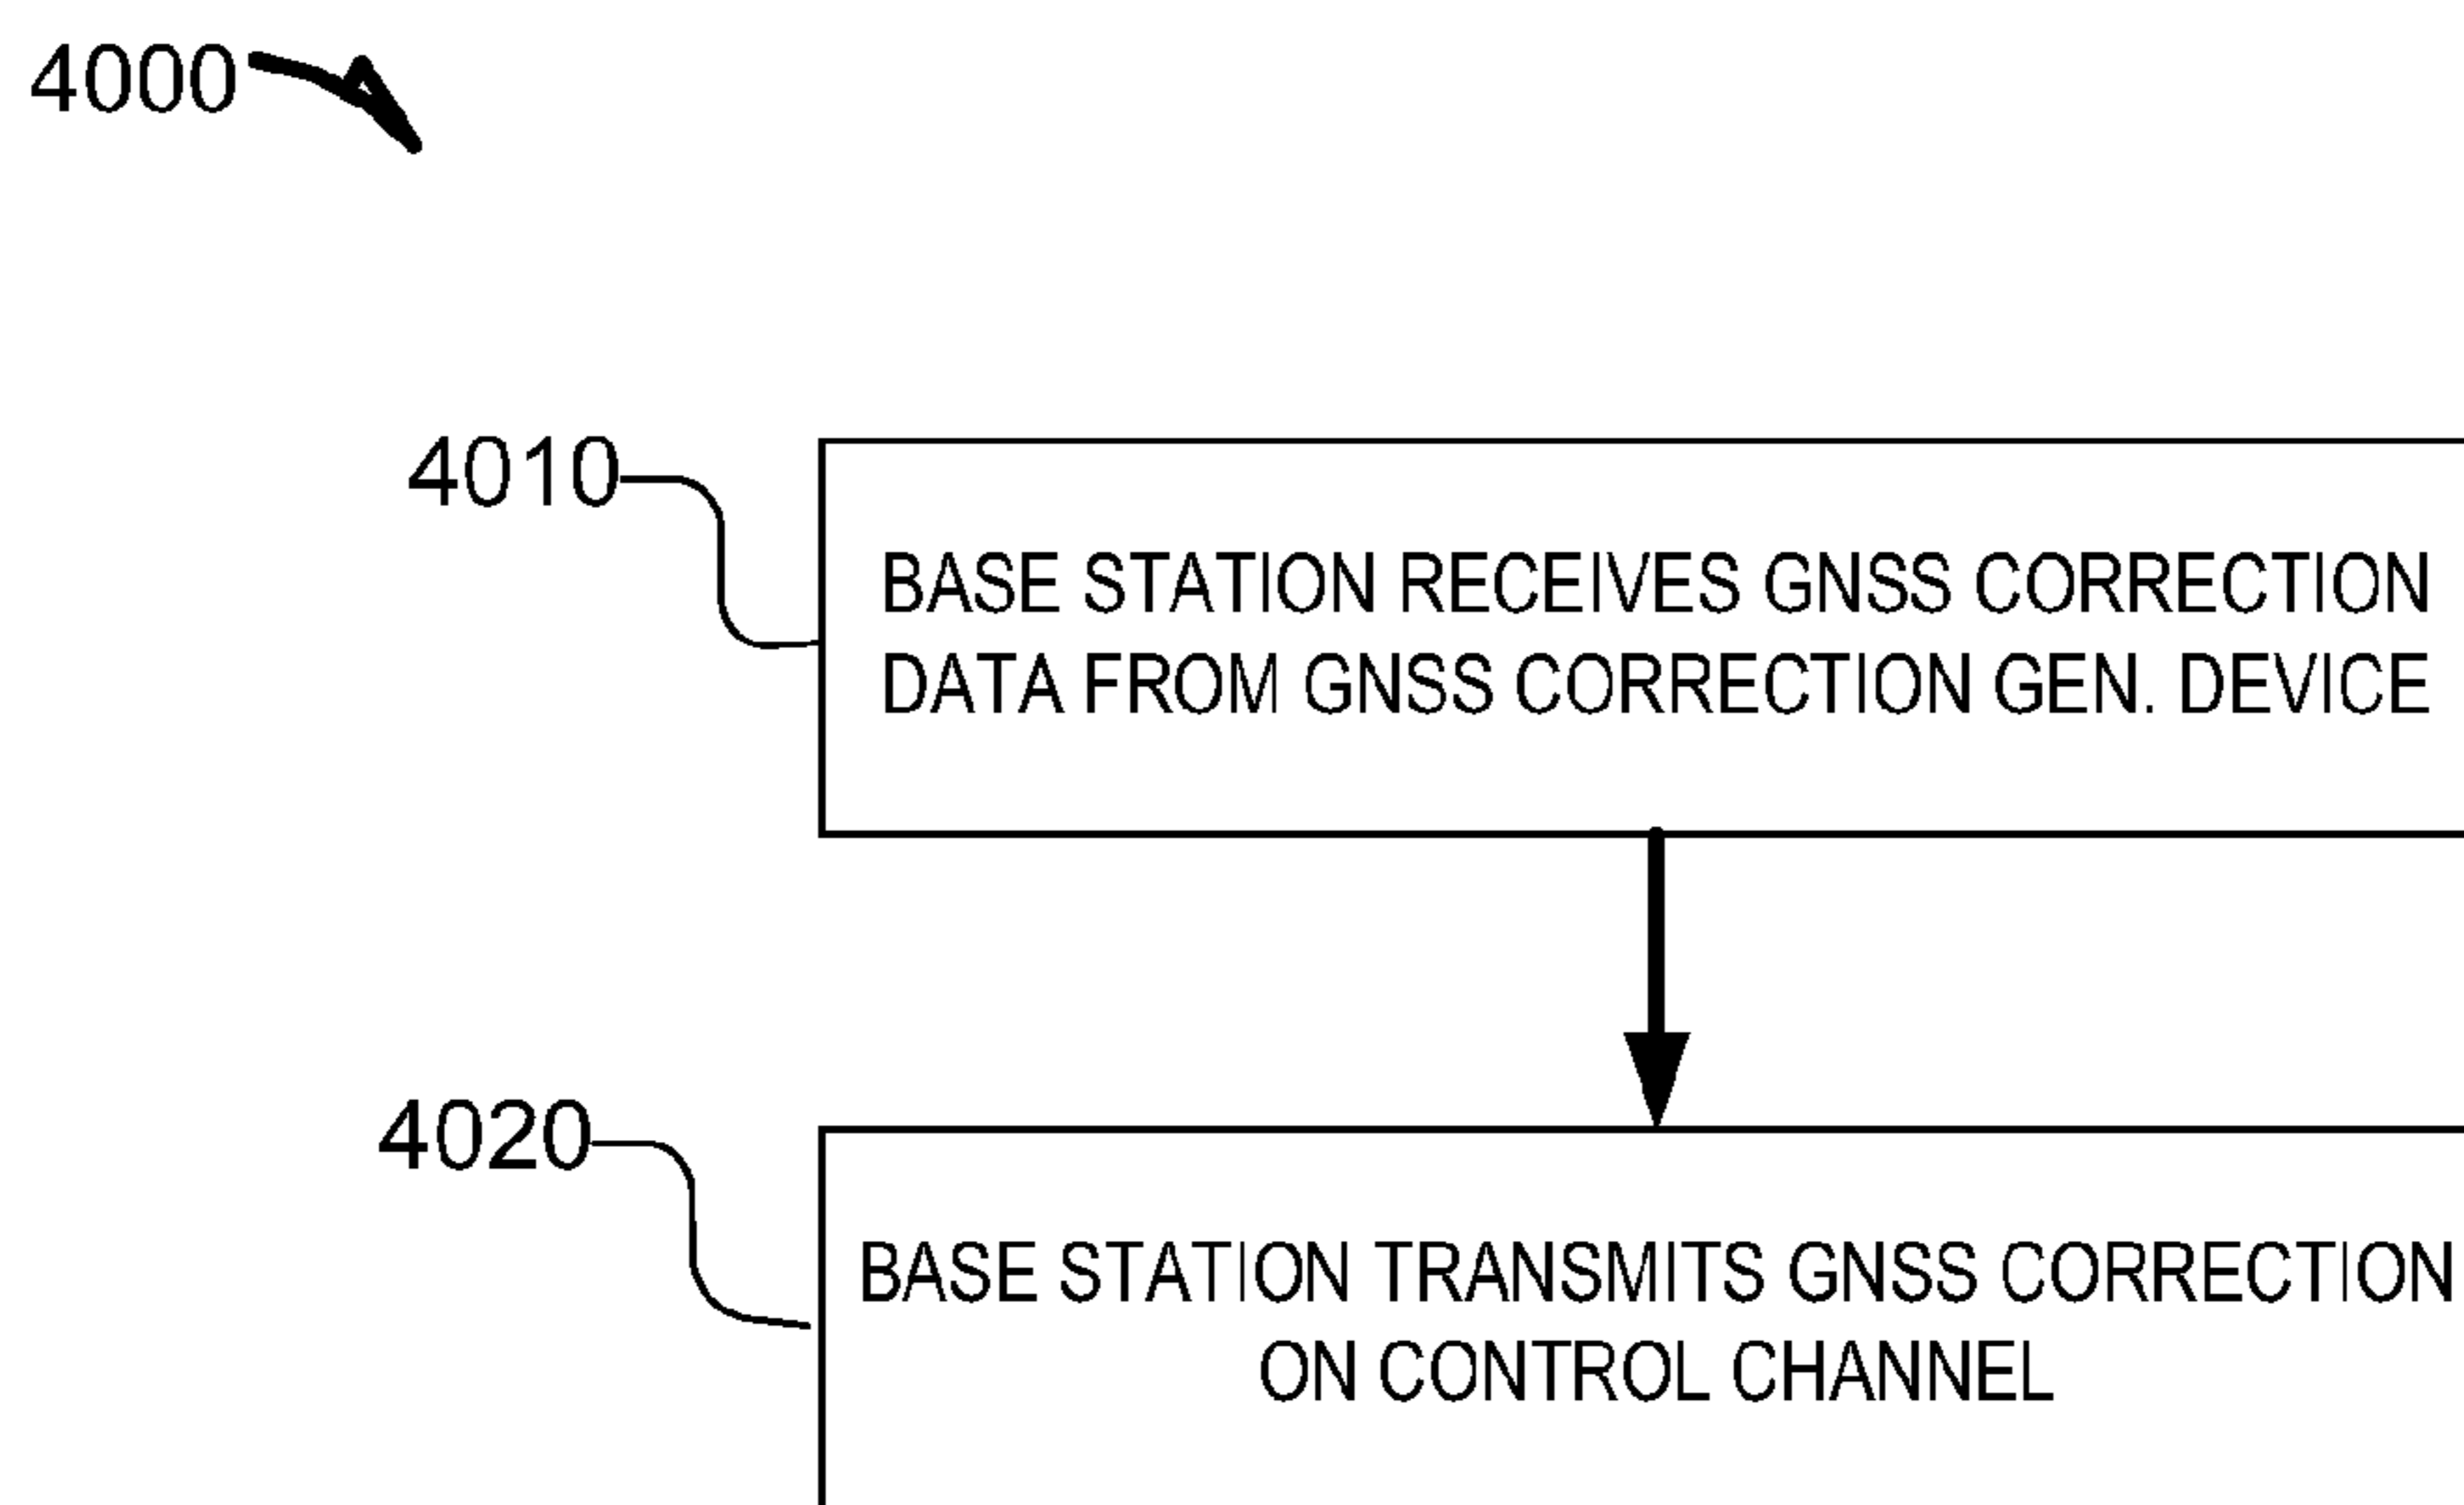 4000
4010
BASE STATION RECEIVES GNSS CORRECTION
DATA FROM GNSS CORRECTION GEN. DEVICE
4020
BASE STATION TRANSMITS GNSS CORRECTION
ON CONTROL CHANNEL